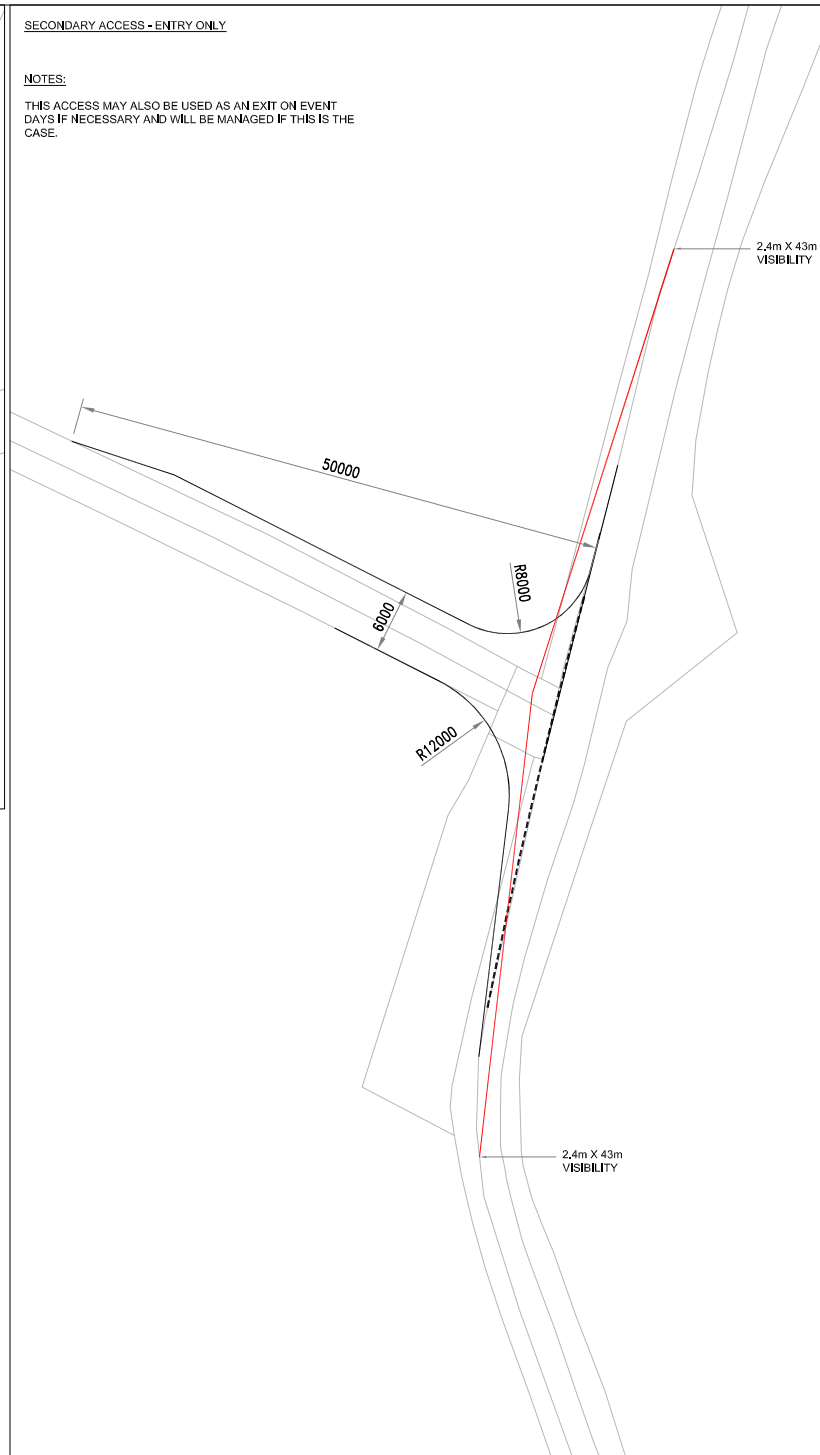 SECONDARY ACCESS - ENTRY ONLY
NOTES:
THIS ACCESS MAY ALSO BE USED AS AN EXIT ON EVENT
DAYS IF NECESSARY AND WILL BE MANAGED IF THIS IS THE
CASE.
2.4m X 43m
VISIBILITY
50000
R8000
6000
R12000
2.4m X 43m
VISIBILITY